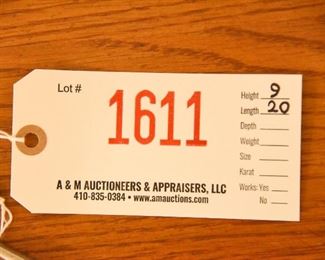 Lot #
1611
Height 9
Length 20
Depth
Weight
Size
Karat
Works: Yes
No
A & M AUCTIONEERS & APPRAISERS, LLC
410-835-0384 • www.amauctions.com